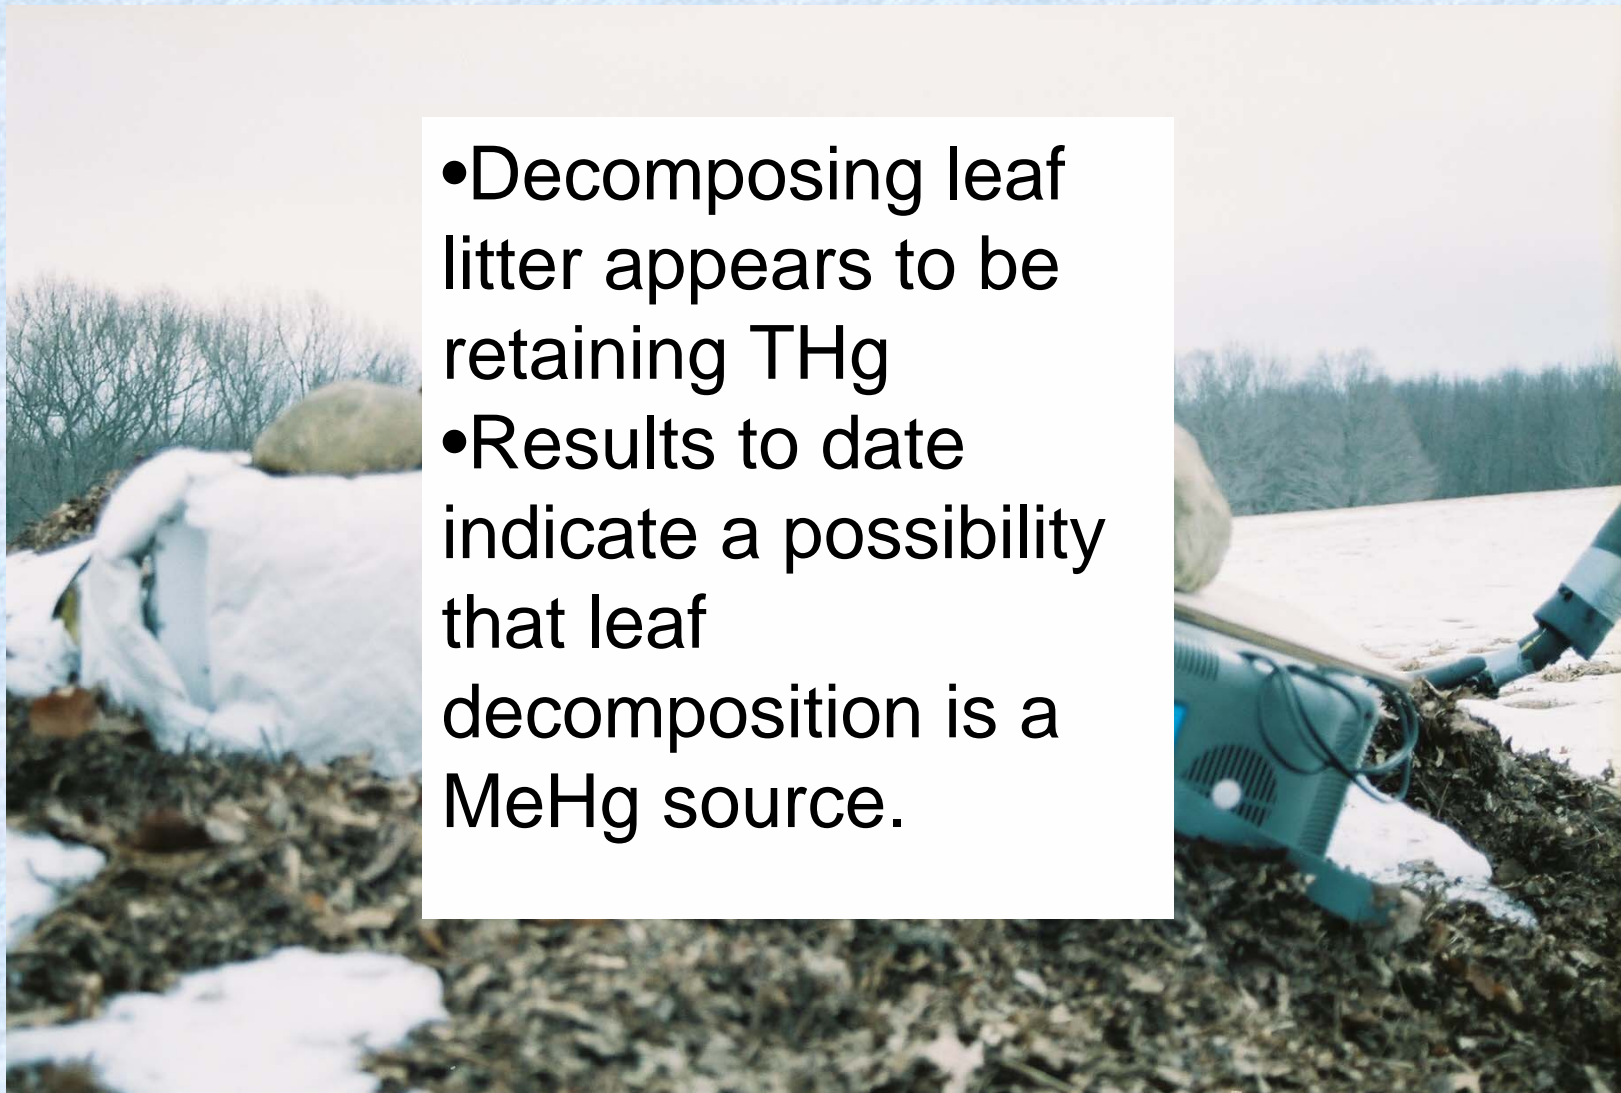 •Decomposing leaf
litter appears to be
retaining THg
•Results to date
indicate a possibility
that leaf
decomposition is a
MeHg source.